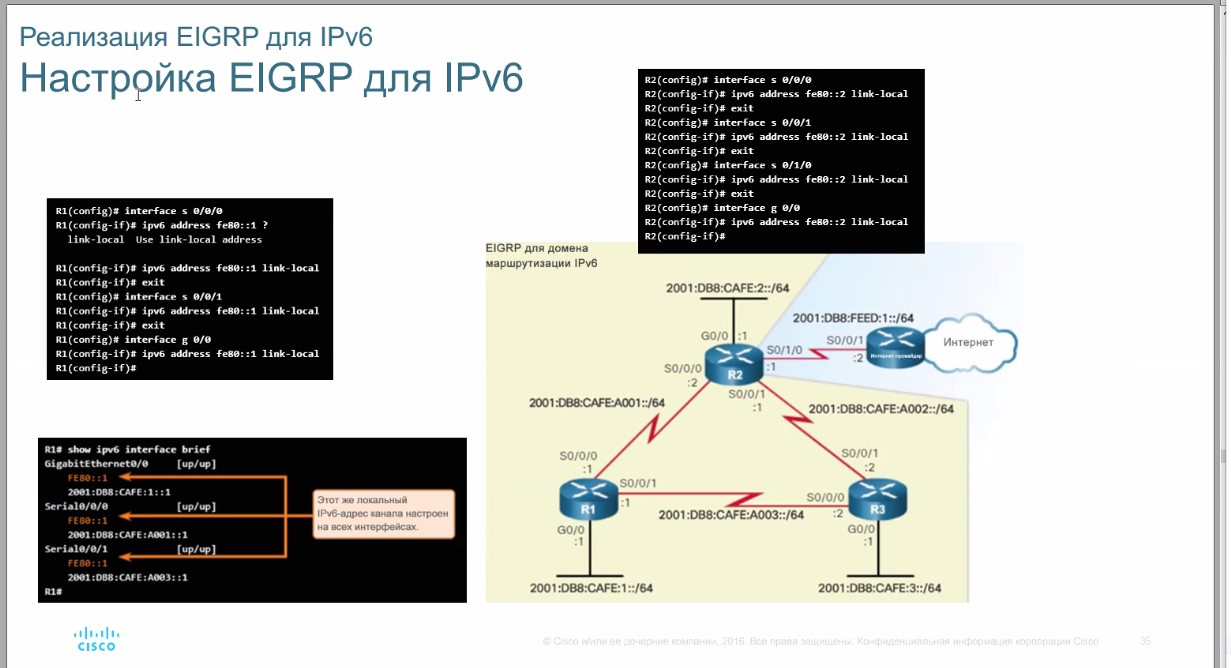 Реализация EIGRP для IPv6
Настройка EIGRP для IPv6
R2(config)# interface s 0/0/0
R2(config-if)# ipv6 address fe80::2 link-local
R2(config-if)# exit
R2(config)# interface s 0/0/1
R2(config-if)# ipv6 address fe80::2 link-local
R2(config-if)# exit
R2(config)# interface s 0/1/0
R2(config-if)# ipv6 address fe80::2 link-local
R2(config-if)# exit
R2(config)# interface g 0/0
R2(config-if)# ipv6 address fe80::2 link-local
R2(config-if)#
R1(config)# interface s 0/0/0
R1(config-if)# ipv6 address fe80::1 ?
link-local Use link-local address
R1(config-if)# ipv6 address fe80::1 link-local
R1(config-if)# exit
R1(config)# interface s 0/0/1
R1(config-if)# ipv6 address fe80::1 link-local
R1(config-if)# exit
R1(config)# interface g 0/0
R1(config-if)# ipv6 address fe80::1 link-local
R1(config-if)#
EIGRP для домена
маршрутизации IPv6
2001:DB8:CAFE:2::/64
G0/0 :1
2001:DB8:FEED:1::/64
S0/1/0
:1
S0/0/1
:2
Интернет-провайдер
Интернет
R2
S0/0/0
:2
S0/0/1
:1
2001:DB8:CAFE:A001::/64
2001:DB8:CAFE:A002::/64
S0/0/0
:1
S0/0/1
:2
R1
S0/0/1
:1
2001:DB8:CAFE:A003::/64
S0/0/0
:2
R3
G0/0
:1
G0/0
:1
2001:DB8:CAFE:1::/64
2001:DB8:CAFE:3::/64
R1# show ipv6 interface brief
GigabitEthernet0/0 [up/up]
FE80::1
2001:DB8:CAFE:1::1
Serial0/0/0 [up/up]
FE80::1
2001:DB8:CAFE:A001::1
Serial0/0/1 [up/up]
FE80::1
2001:DB8:CAFE:A003::1
R1#
Этот же локальный
IPv6-адрес канала настроен
на всех интерфейсах.
CISCO
© Cisco и/или ее дочерние компании, 2016. Все права защищены. Конфиденциальная информация корпорации Cisco
35